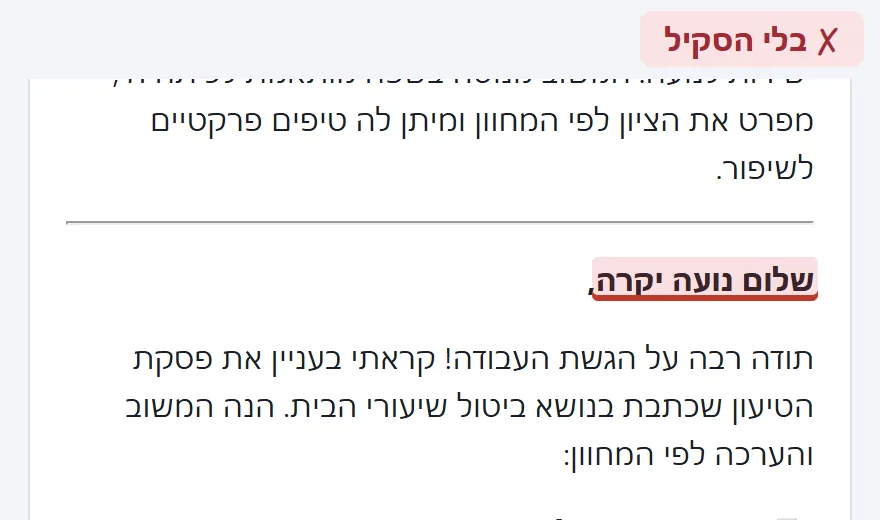 ✗ בלי הסקיל
מפרט את הציון לפי המחוון ומיתן לה טיפים פרקטיים
לשיפור.
שלום נועה יקרה,
תודה רבה על הגשת העבודה! קראתי בעניין את פסקת
הטיעון שכתבת בנושא ביטול שיעורי הבית. הנה המשוב
והערכה לפי המחוון: